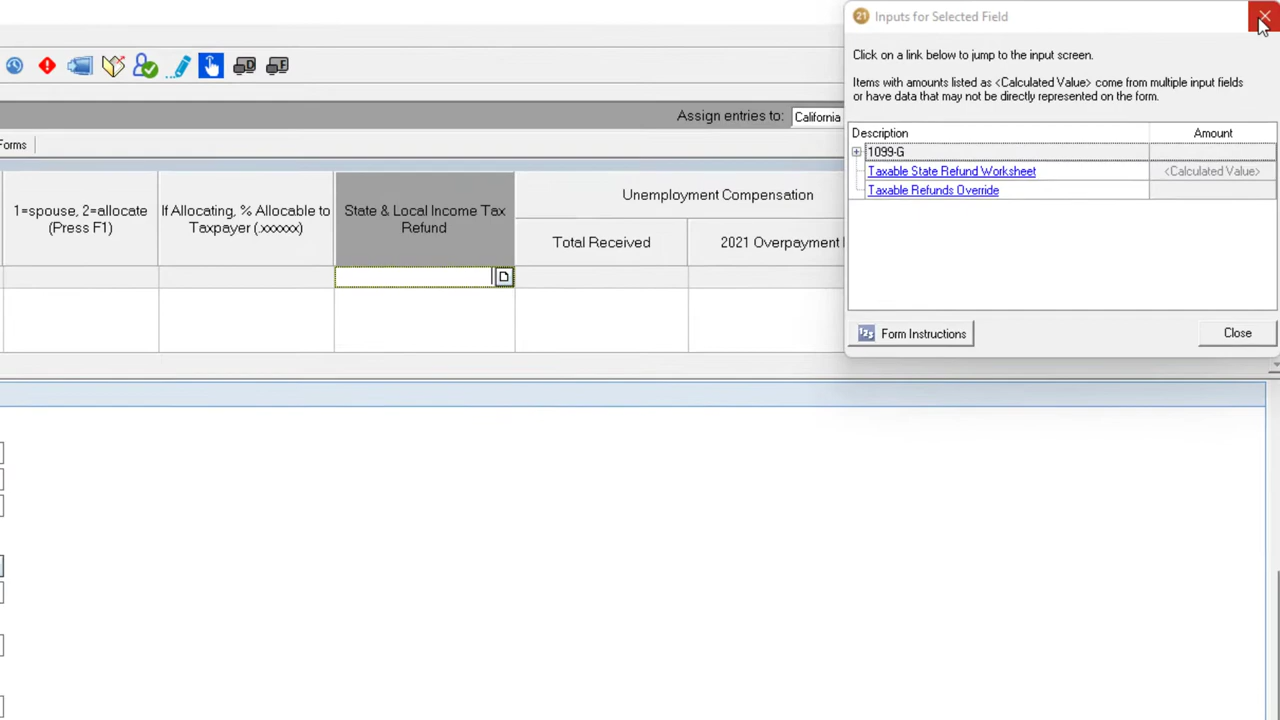 21 Inputs for Selected Field
Click on a link below to jump to the input screen.
Items with amounts listed as <Calculated Value> come from multiple input fields
or have data that may not be directly represented on the form.
D F
Assign entries to: California
Description Amount
Forms
1099-G
Taxable State Refund Worksheet <Calculated Value>
Taxable Refunds Override
1=spouse, 2=allocate
(Press F1)
If Allocating, % Allocable to
Taxpayer (.xxxxxx)
State & Local Income Tax
Refund
Unemployment Compensation
Total Received
2021 Overpayment
Form Instructions
Close